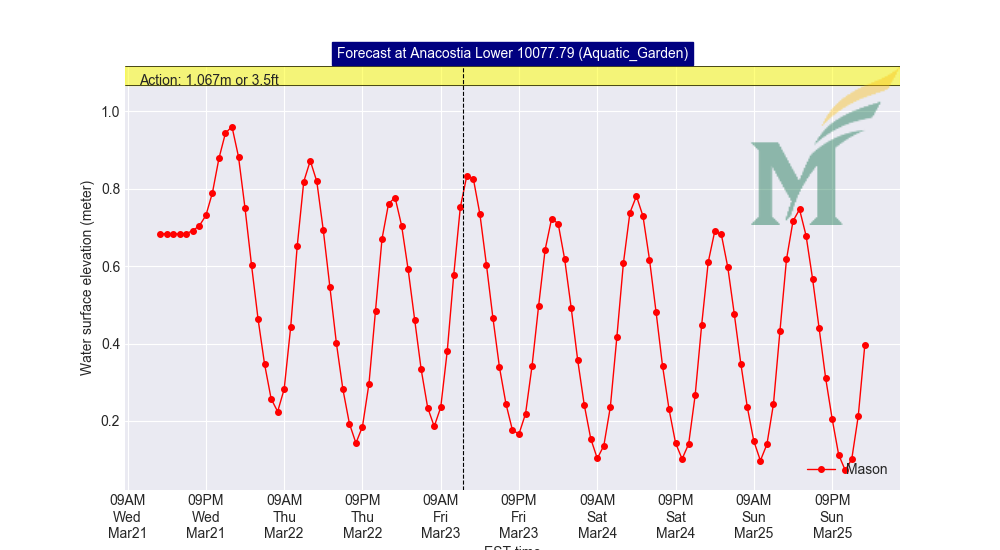 Forecast at Anacostia Lower 10077.79 (Aquatic_Garden)
Action: 1.067m or 3.5ft
1.0
0.8
0.6
0.4
0.2
Water surface elevation (meter)
M
Mason
09AM 09PM 09AM 09PM 09AM 09PM 09AM 09PM 09AM 09PM
Wed Wed Thu Thu Fri Fri Sat Sat Sun Sun
Mar21 Mar21 Mar22 Mar22 Mar23 Mar23 Mar24 Mar24 Mar25 Mar25
EST time